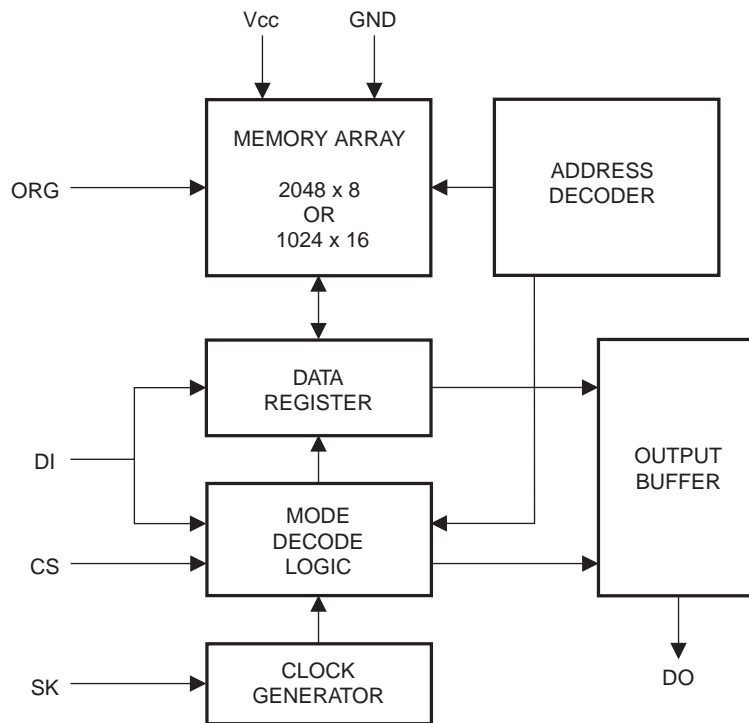 Vcc
GND
MEMORY ARRAY
2048 x 8
OR
1024 x 16
ADDRESS
DECODER
ORG
DATA
REGISTER
DI
OUTPUT
BUFFER
MODE
DECODE
LOGIC
CS
CLOCK
GENERATOR
SK
DO